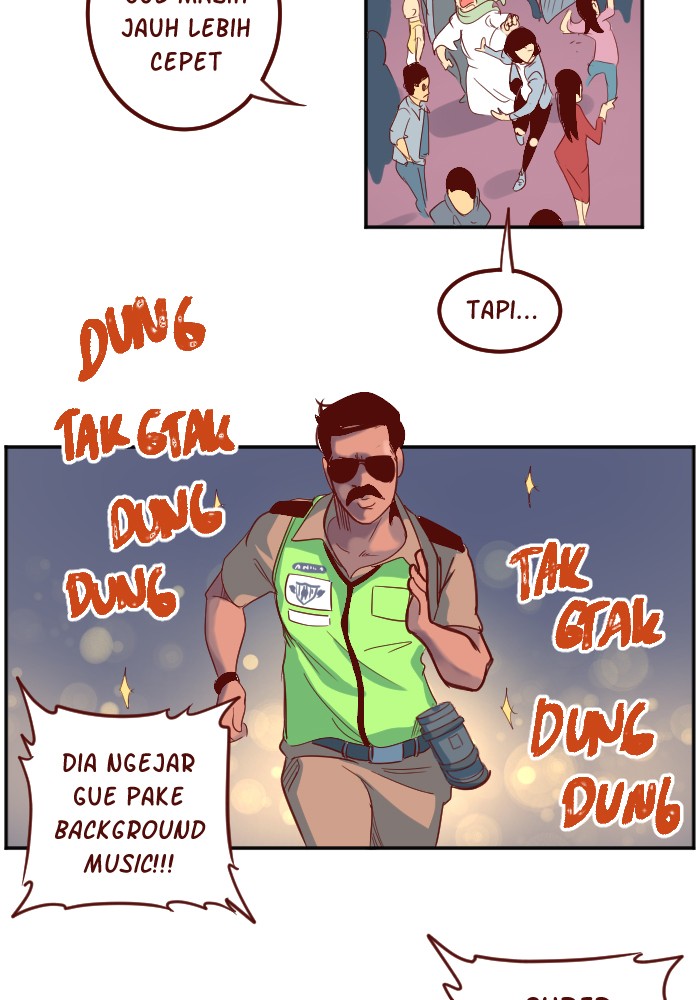 JAUH LEBIH
CEPET
TAPI...
DUNG
TAK GTAK
DUNG
DUNG
TAK
GTAK
DUNG
DUNG
DIA NGEJAR
GUE PAKE
BACKGROUND
MUSIC!!!